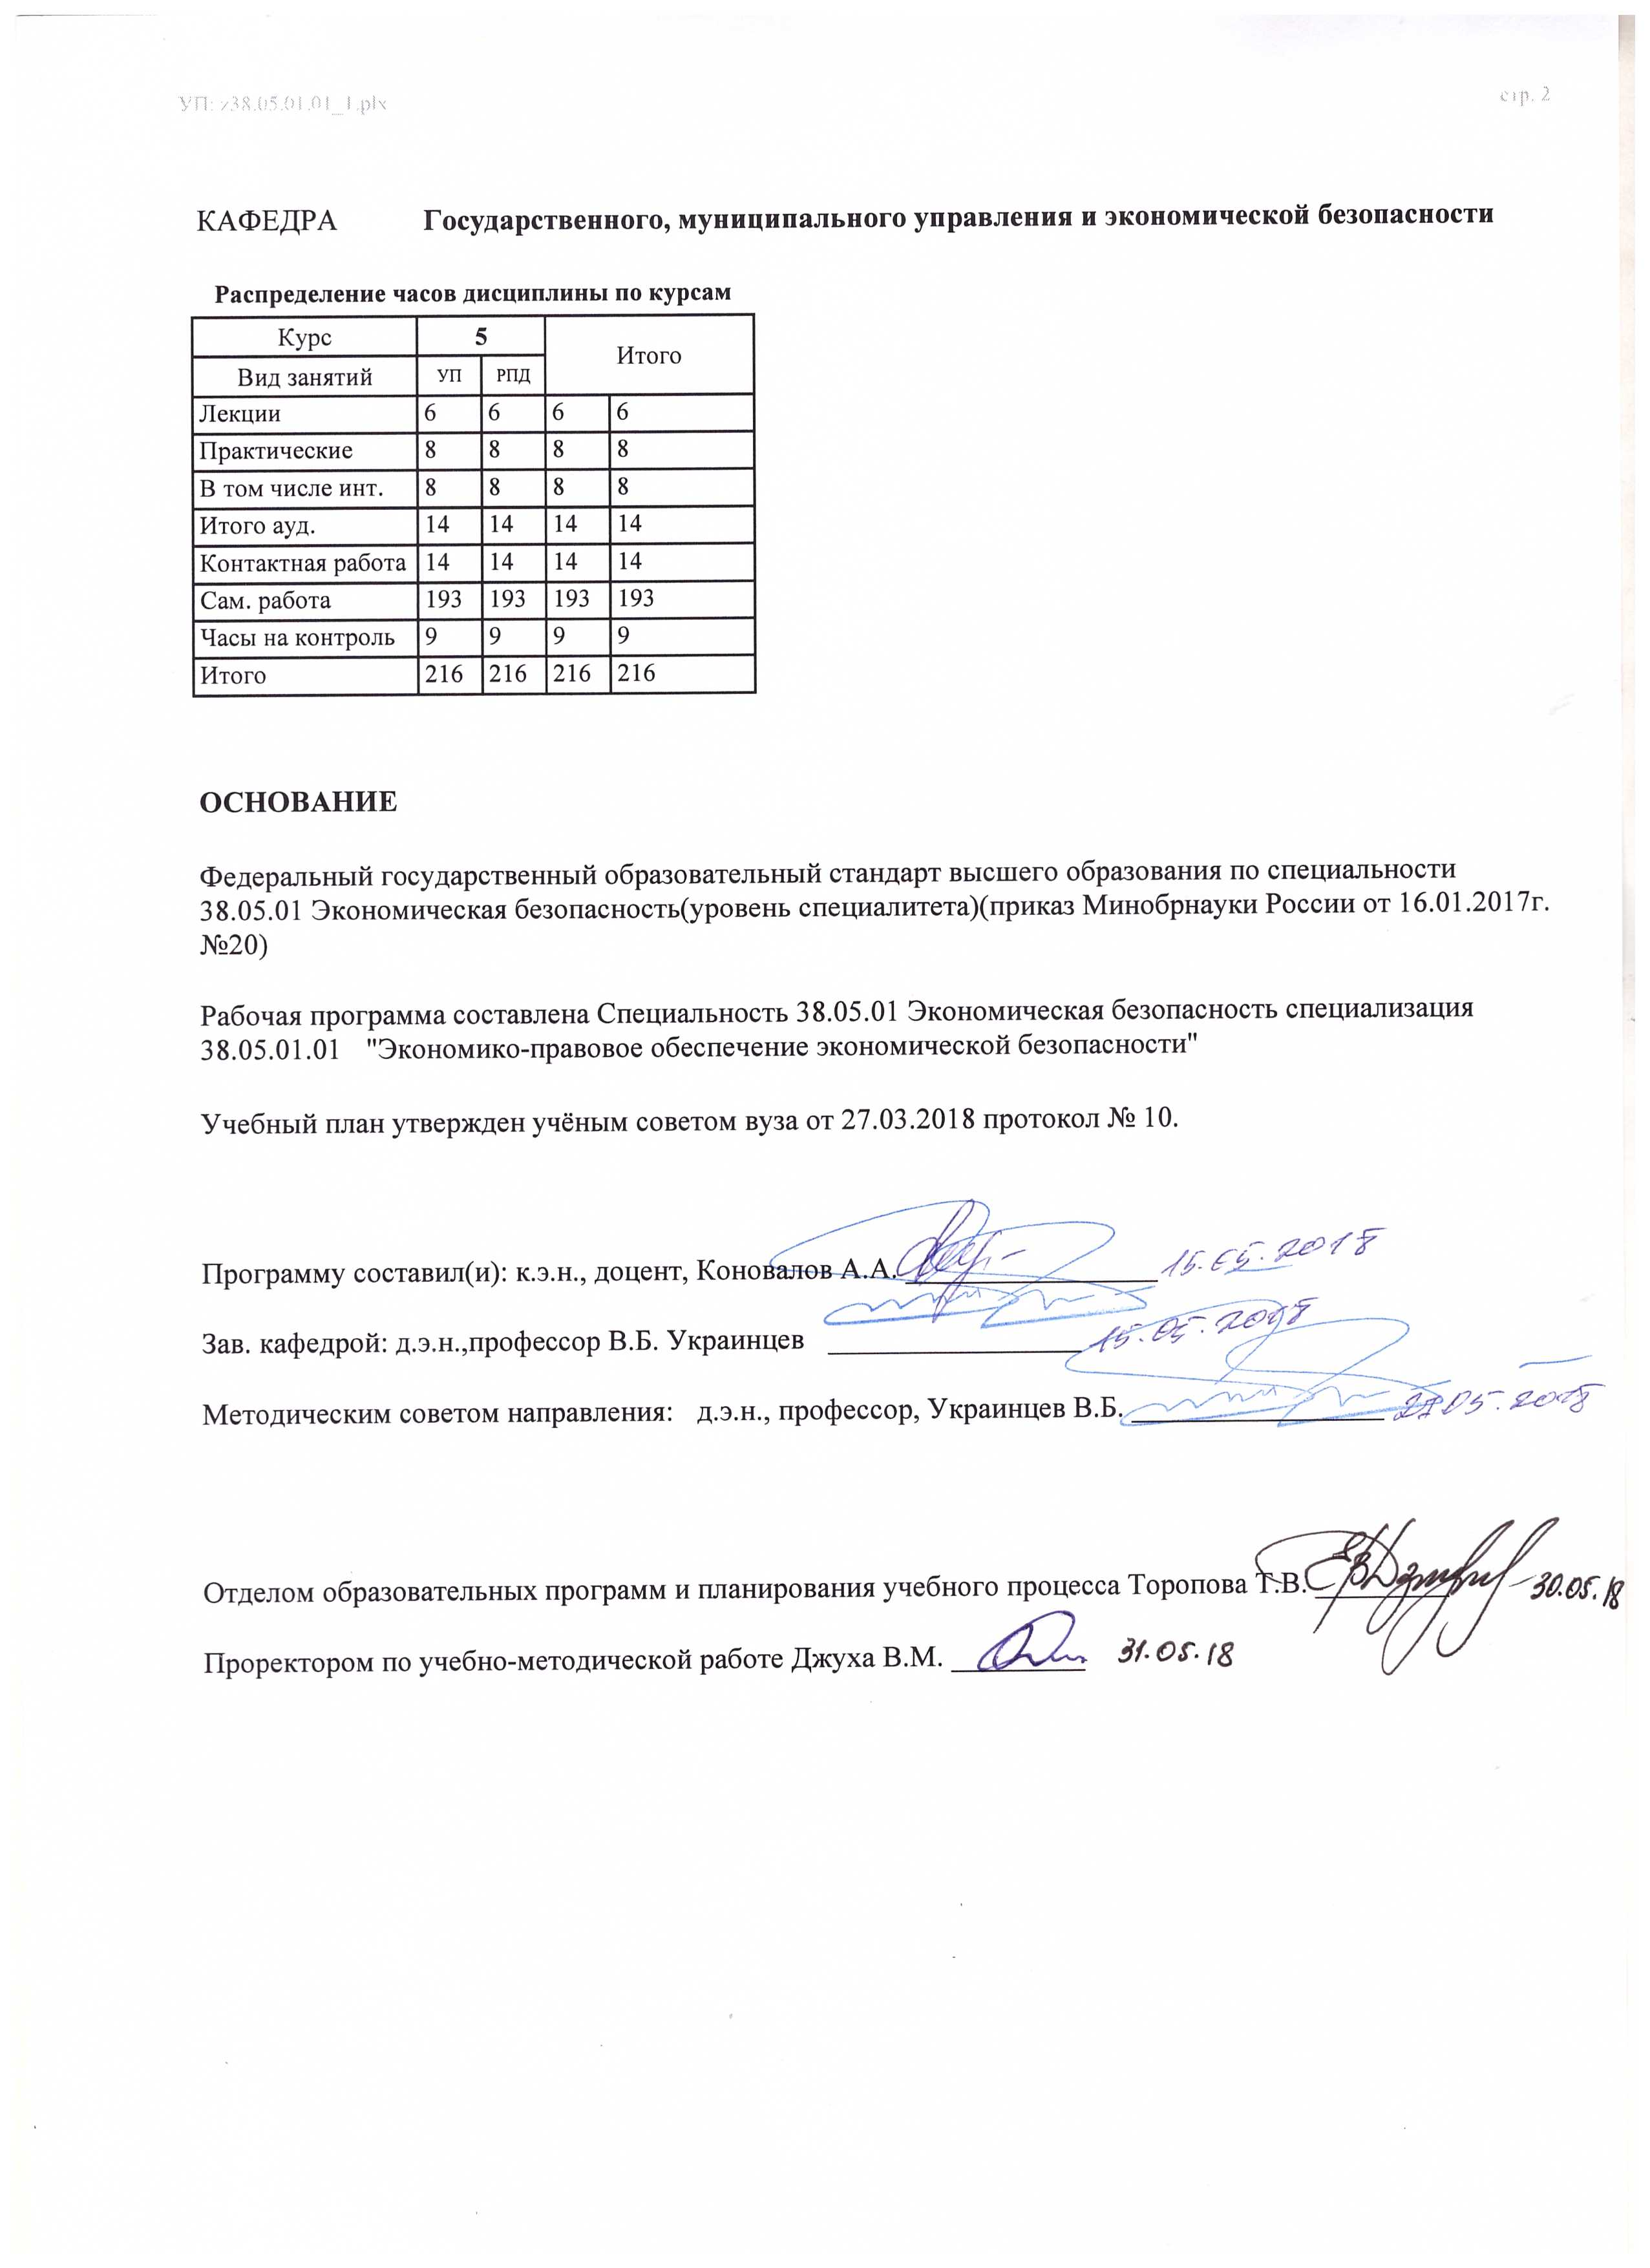 УП: z38.05.01.01_1.plx стр. 2
КАФЕДРА Государственного, муниципального управления и экономической безопасности
Распределение часов дисциплины по курсам
Курс 5 Итого
Вид занятий УП РПД
Лекции 6 6 6 6
Практические 8 8 8 8
В том числе инт. 8 8 8 8
Итого ауд. 14 14 14 14
Контактная работа 14 14 14 14
Сам. работа 193 193 193 193
Часы на контроль 9 9 9 9
Итого 216 216 216 216
ОСНОВАНИЕ
Федеральный государственный образовательный стандарт высшего образования по специальности
38.05.01 Экономическая безопасность(уровень специалитета)(приказ Минобрнауки России от 16.01.2017г.
№20)
Рабочая программа составлена Специальность 38.05.01 Экономическая безопасность специализация
38.05.01.01 "Экономико-правовое обеспечение экономической безопасности"
Учебный план утвержден учёным советом вуза от 27.03.2018 протокол № 10.
Программу составил(и): к.э.н., доцент, Коновалов А.А. 15.05.2018
Зав. кафедрой: д.э.н.,профессор В.Б. Украинцев 15.05.2018
Методическим советом направления: д.э.н., профессор, Украинцев В.Б.
Отделом образовательных программ и планирования учебного процесса Торопова Т.В. 30.05.18
Проректором по учебно-методической работе Джуха В.М. 31.05.18